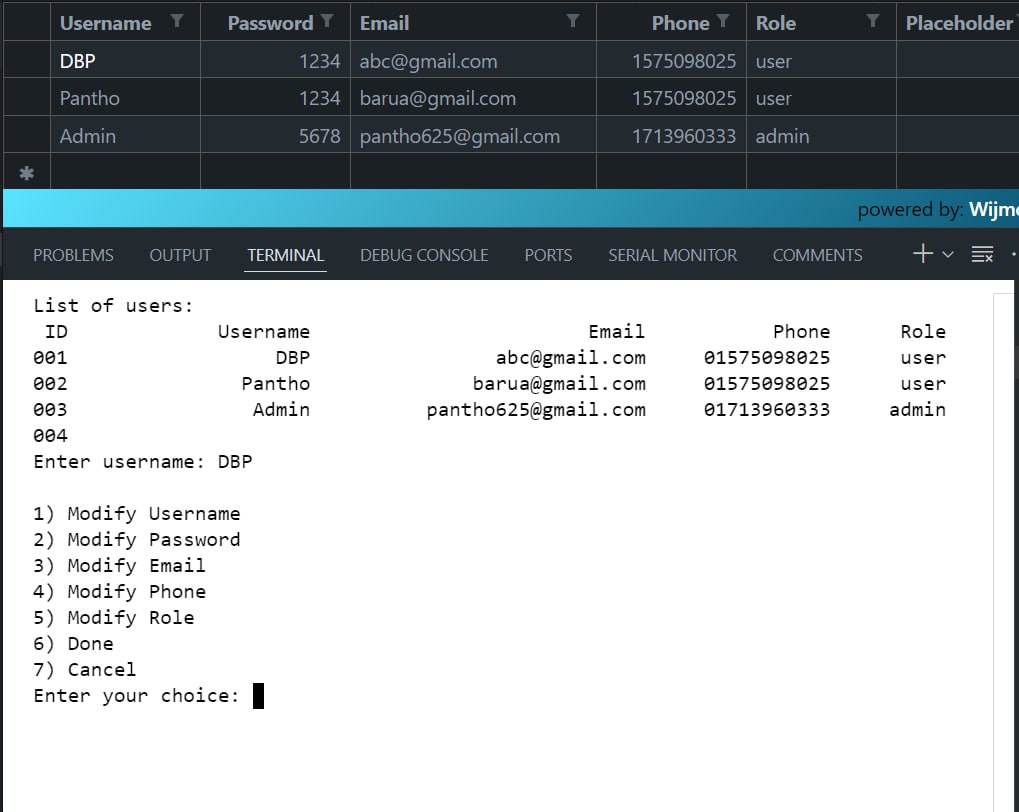 Username Password Email Phone Role Placeholder
DBP 1234 abc@gmail.com 1575098025 user
Pantho 1234 barua@gmail.com 1575098025 user
Admin 5678 pantho625@gmail.com 1713960333 admin
✱
powered by: Wijm
PROBLEMS OUTPUT TERMINAL DEBUG CONSOLE PORTS SERIAL MONITOR COMMENTS
List of users:
ID Username Email Phone Role
001 DBP abc@gmail.com 01575098025 user
002 Pantho barua@gmail.com 01575098025 user
003 Admin pantho625@gmail.com 01713960333 admin
004
Enter username: DBP
1) Modify Username
2) Modify Password
3) Modify Email
4) Modify Phone
5) Modify Role
6) Done
7) Cancel
Enter your choice: